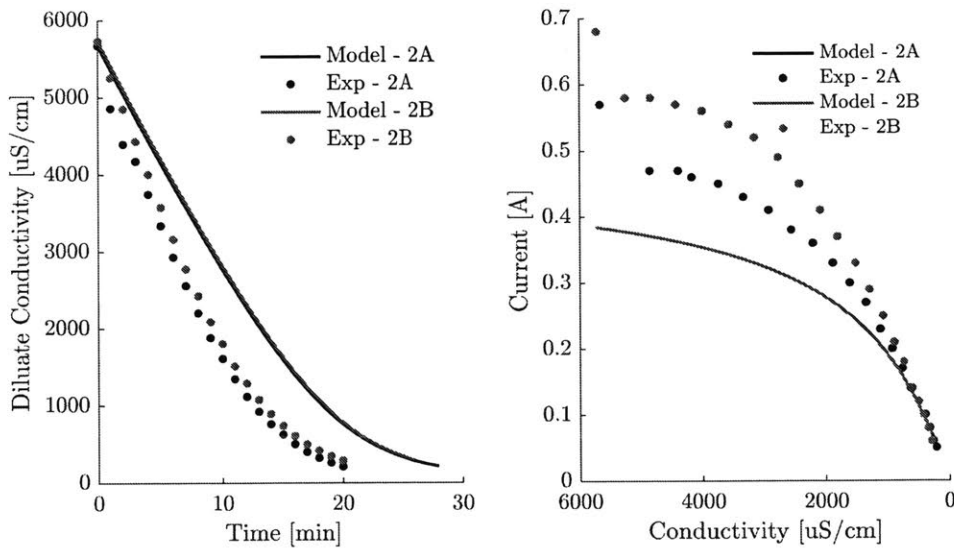 6000
5000
4000
3000
2000
1000
0
0
10
20
30
Diluate Conductivity [uS/cm]
Time [min]
Model - 2A
Exp - 2A
Model - 2B
Exp - 2B
0.7
0.6
0.5
0.4
0.3
0.2
0.1
0
6000
4000
2000
0
Current [A]
Conductivity [uS/cm]
Model - 2A
Exp - 2A
Model - 2B
Exp - 2B